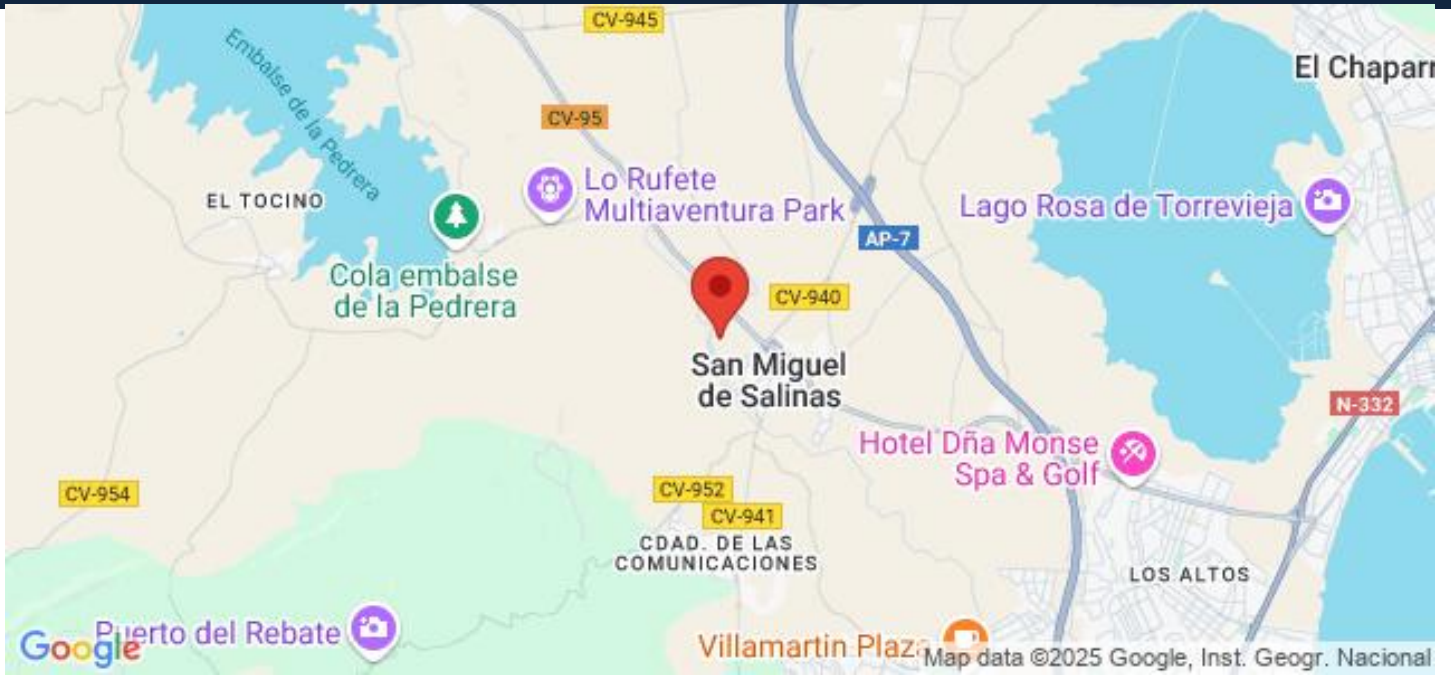 CV-945
El Chaparr
Embalse de la Pedrera
CV-95
Lo Rufete
Multiaventura Park
EL TOCINO
Lago Rosa de Torrevieja
AP-7
Cola embalse
de la Pedrera
CV-940
San Miguel
de Salinas
N-332
Hotel Dña Monse
Spa & Golf
CV-954
CV-952
CV-941
CDAD. DE LAS
COMUNICACIONES
LOS ALTOS
Puerto del Rebate
Villamartin Plaza
Google
Map data ©2025 Google, Inst. Geogr. Nacional